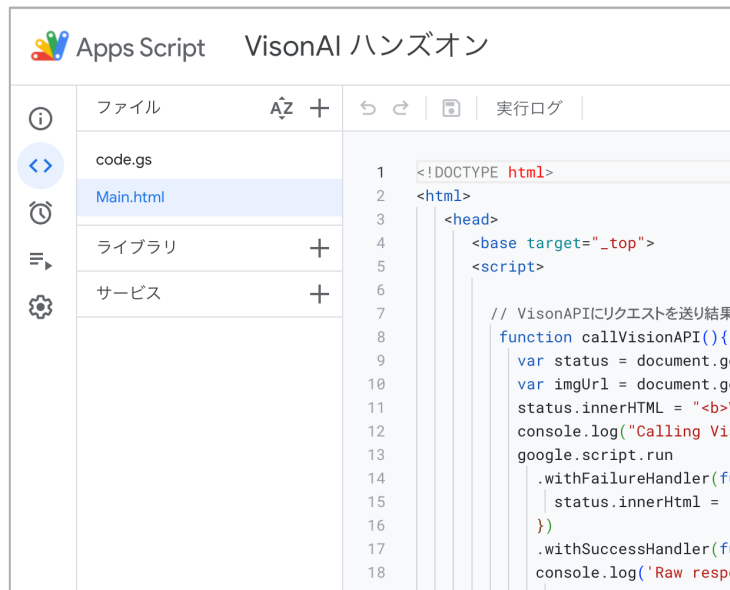 Apps Script VisonAI ハンズオン
ファイル AZ
実行ログ
code.gs
Main.html
ライブラリ
サービス
1 <!DOCTYPE html>
2 <html>
3 <head>
4 <base target="_top">
5 <script>
6
7 // VisonAPIにリクエストを送り結果
8 function callVisionAPI(){
9 var status = document.g
10 var imgUrl = document.g
11 status.innerHTML = "<b>
12 console.log("Calling Vi
13 google.script.run
14 .withFailureHandler(f
15 status.innerHtml =
16 })
17 .withSuccessHandler(f
18 console.log('Raw resp